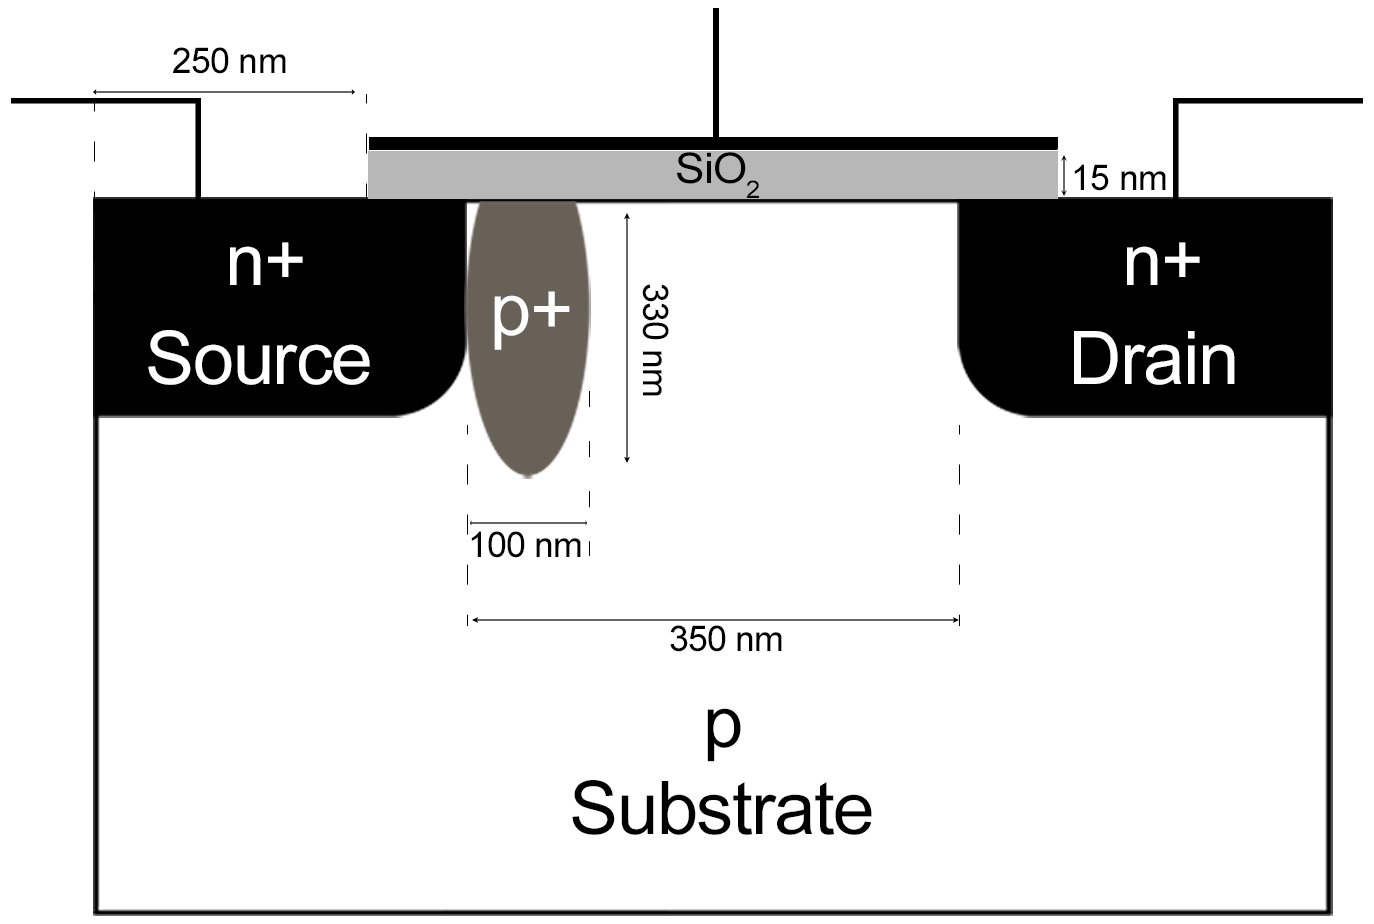 250 nm
SiO2
15 nm
n+
Source
p+
330 nm
n+
Drain
100 nm
350 nm
p
Substrate